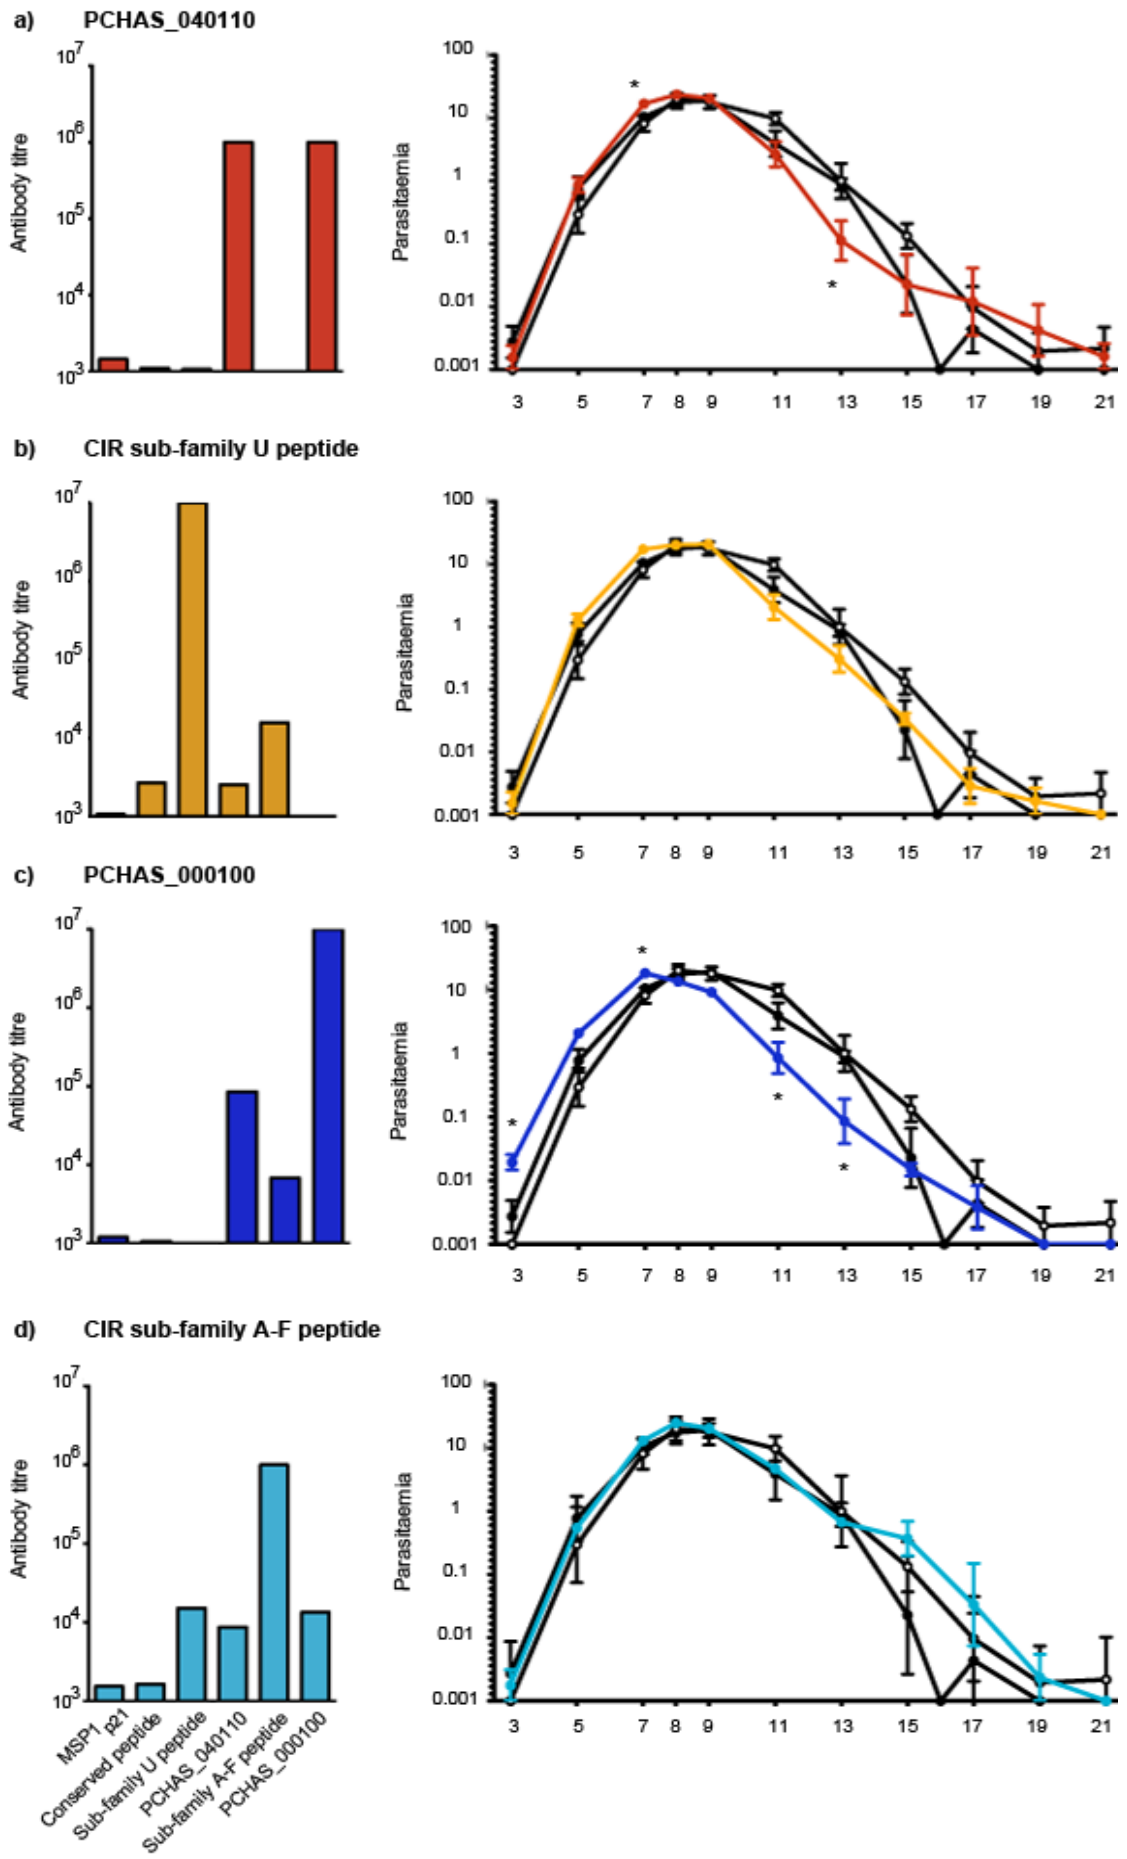 a) PCHAS_040110
Antibody titre
10^7
10^6
10^5
10^4
10^3
Parasitaemia
100
10
1
0.1
0.01
0.001
*
*
3 5 7 8 9 11 13 15 17 19 21
b) CIR sub-family U peptide
Antibody titre
10^7
10^6
10^5
10^4
10^3
Parasitaemia
100
10
1
0.1
0.01
0.001
3 5 7 8 9 11 13 15 17 19 21
c) PCHAS_000100
Antibody titre
10^7
10^6
10^5
10^4
10^3
Parasitaemia
100
10
1
0.1
0.01
0.001
*
*
*
*
3 5 7 8 9 11 13 15 17 19 21
d) CIR sub-family A-F peptide
Antibody titre
10^7
10^6
10^5
10^4
10^3
MSP1 p21
Conserved peptide
Sub-family U peptide
PCHAS_040110
Sub-family A-F peptide
PCHAS_000100
Parasitaemia
100
10
1
0.1
0.01
0.001
3 5 7 8 9 11 13 15 17 19 21